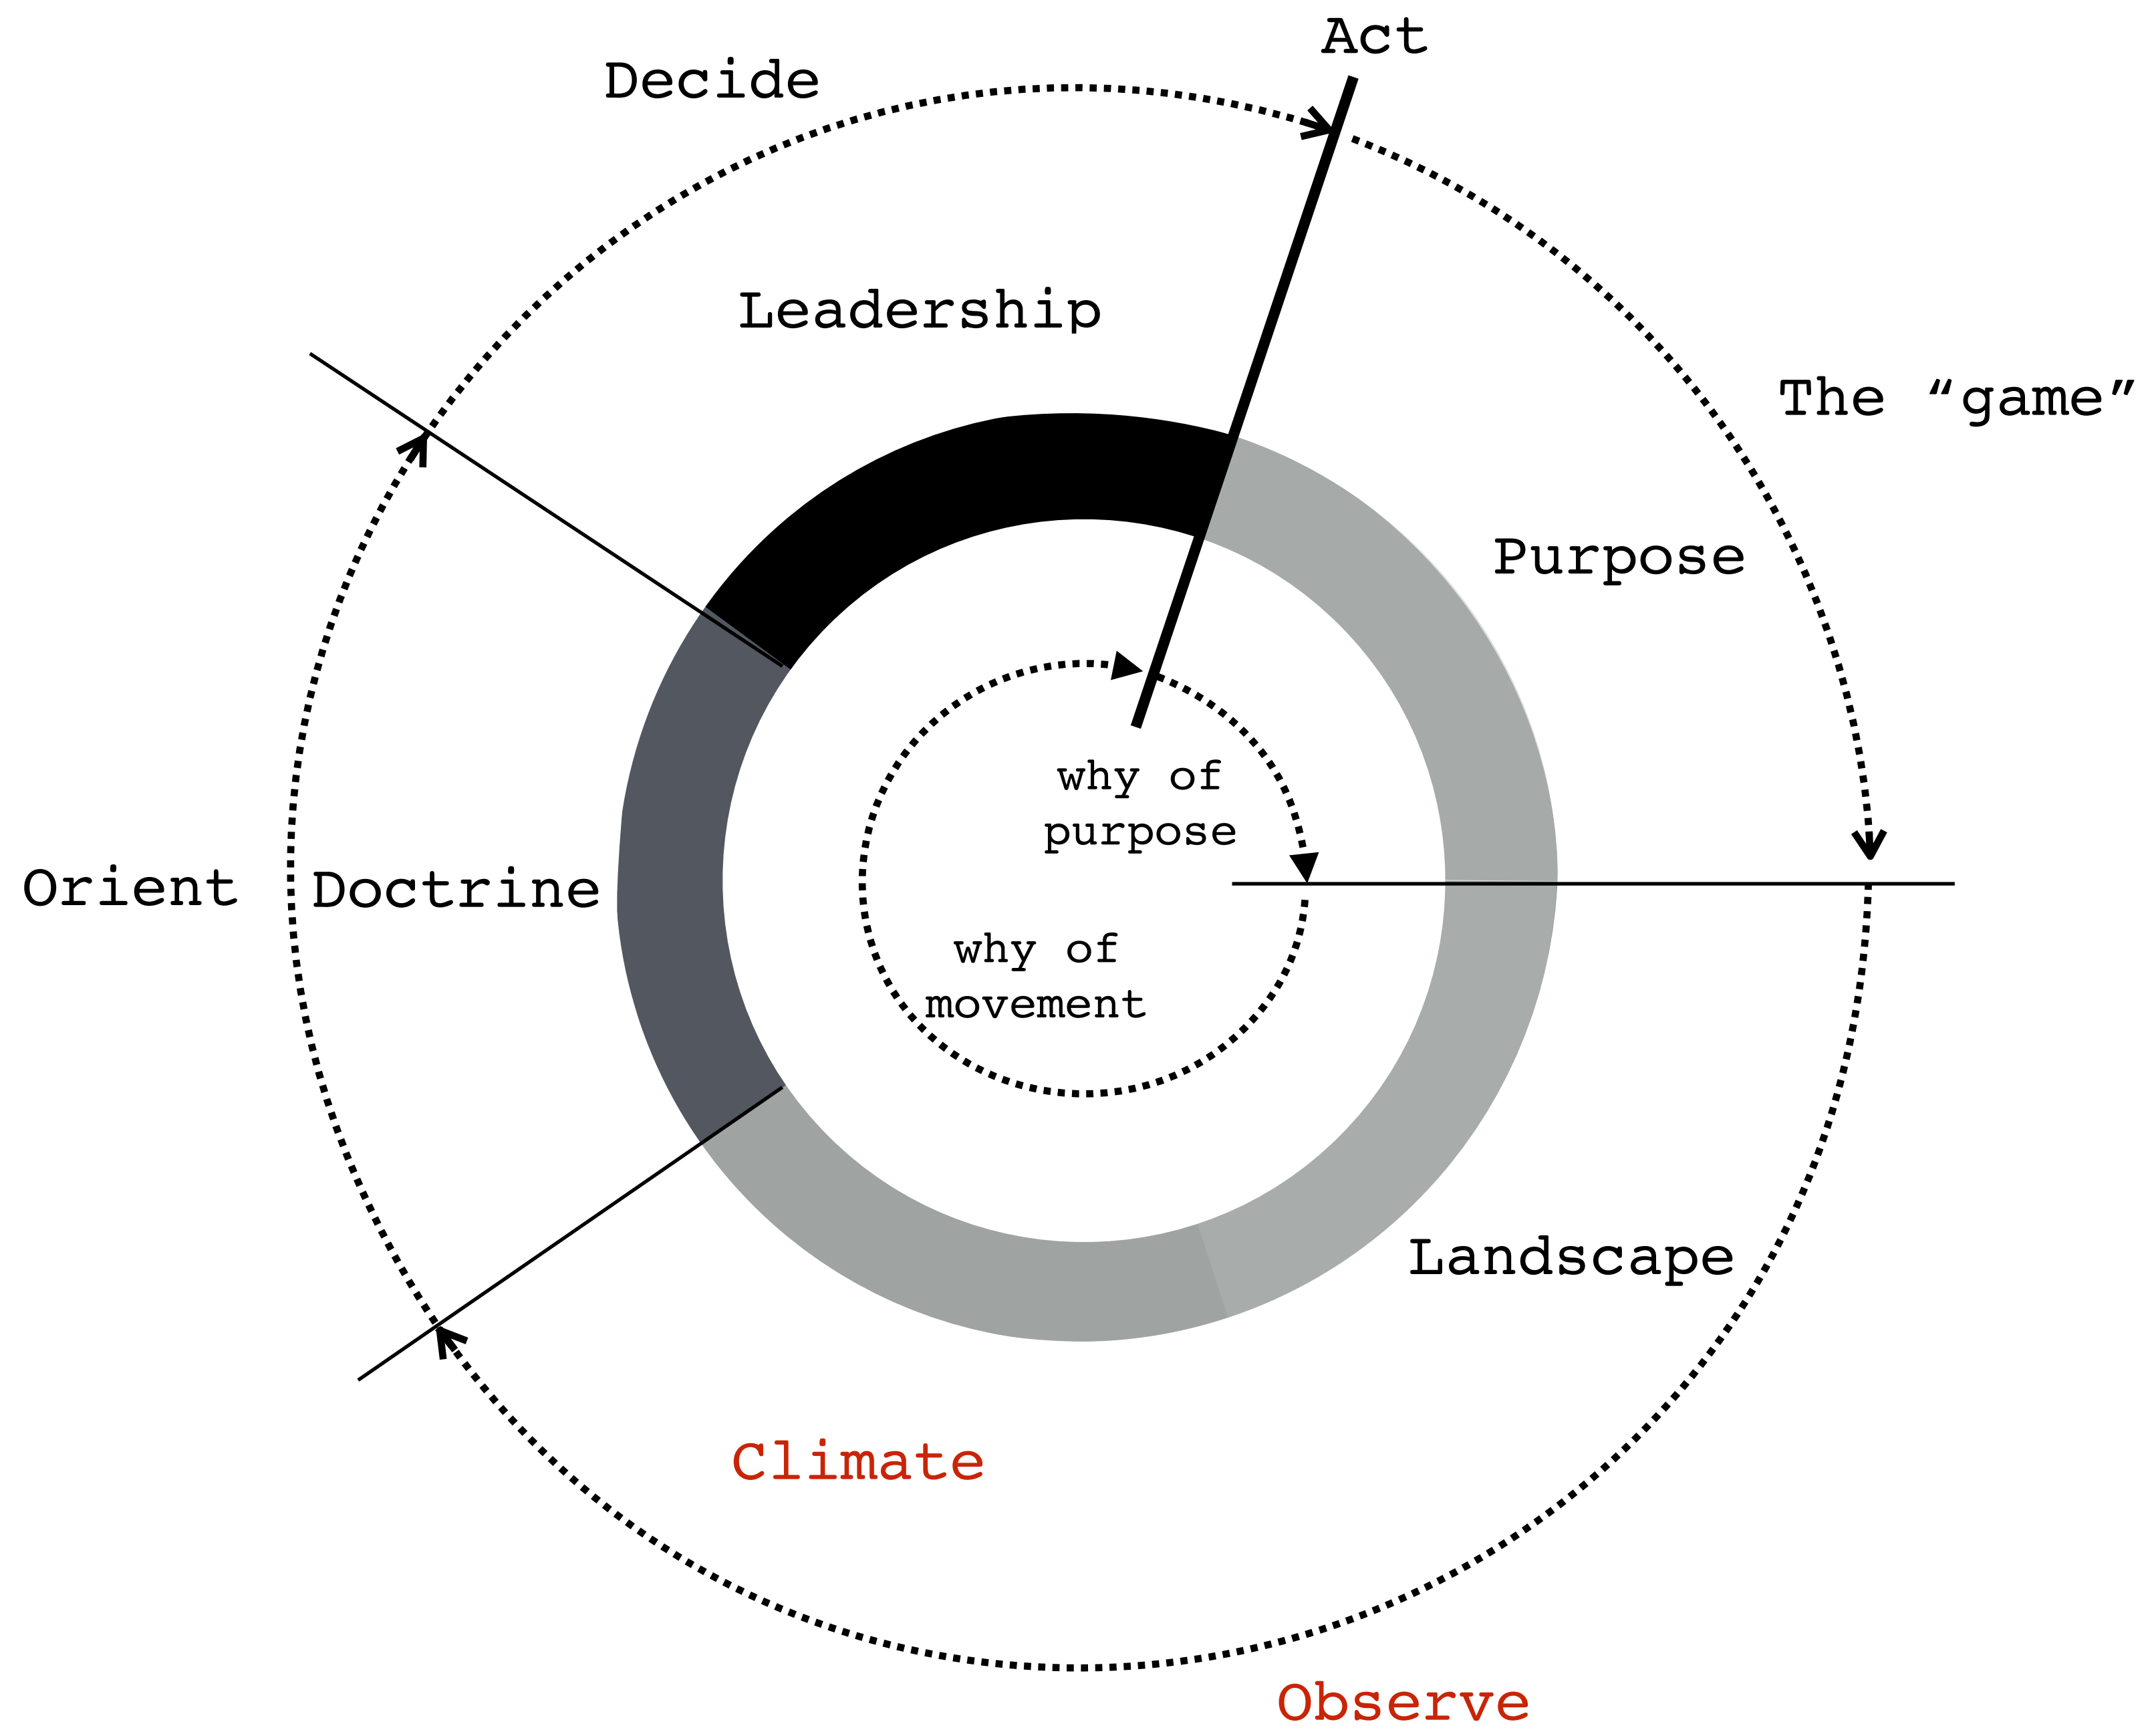 Act
Decide
Leadership
The “game”
Purpose
why of
purpose
Orient
Doctrine
why of
movement
Landscape
Climate
Observe